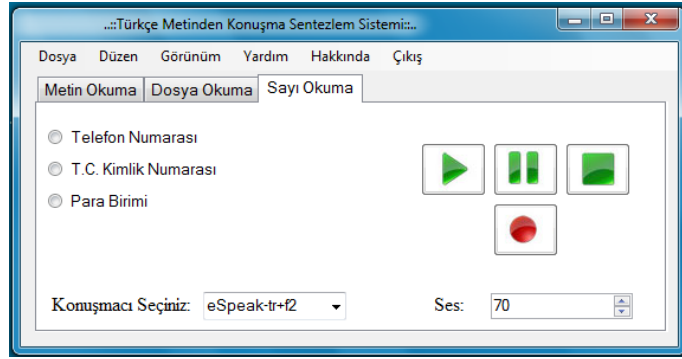 ..::Türkçe Metinden Konuşma Sentezlem Sistemi::..
Dosya Düzen Görünüm Yardım Hakkında Çıkış
Metin Okuma Dosya Okuma Sayı Okuma
Telefon Numarası
T.C. Kimlik Numarası
Para Birimi
Konuşmacı Seçiniz: eSpeak-tr+f2 Ses: 70